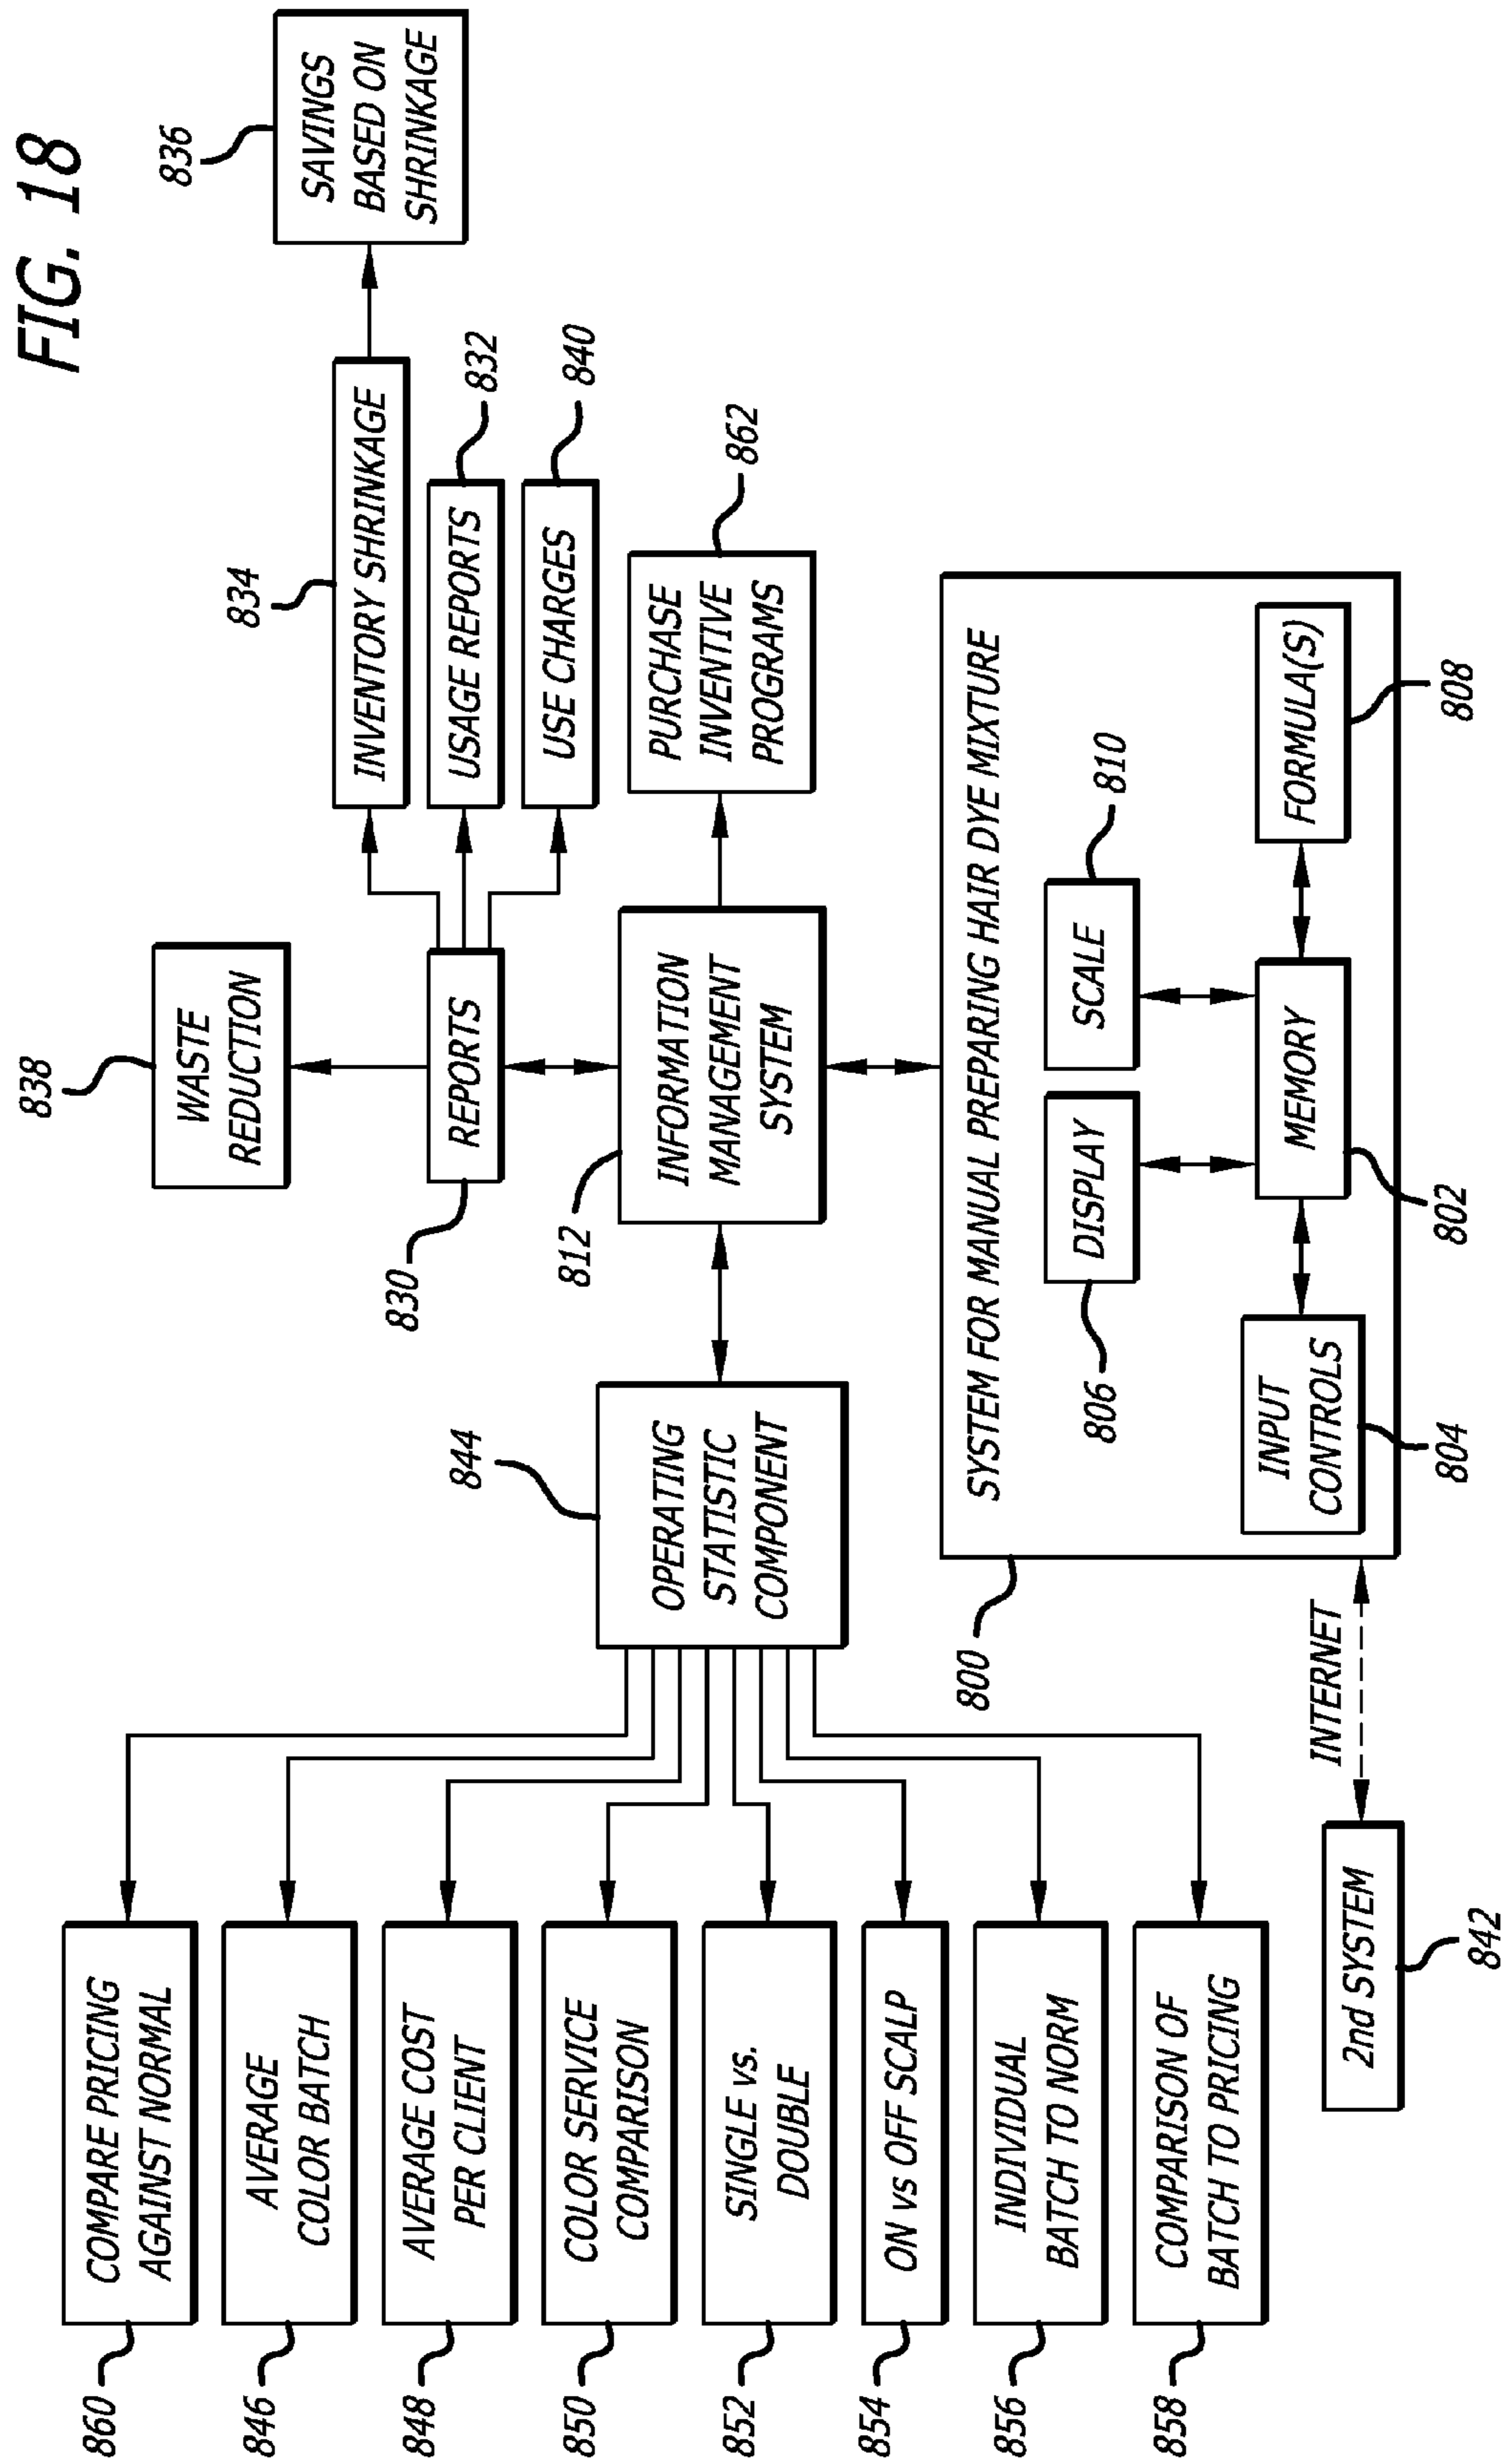 FIG. 18
836
SAVINGS
BASED ON
SHRINKAGE
834
INVENTORY SHRINKAGE
USAGE REPORTS
832
USE CHARGES
840
838
WASTE
REDUCTION
REPORTS
830
PURCHASE
INVENTIVE
PROGRAMS
862
INFORMATION
MANAGEMENT
SYSTEM
812
844
OPERATING
STATISTIC
COMPONENT
SYSTEM FOR MANUAL PREPARING HAIR DYE MIXTURE
SCALE
810
DISPLAY
806
FORMULA(S)
808
MEMORY
802
INPUT
CONTROLS
804
800
INTERNET
2nd SYSTEM
842
860
COMPARE PRICING
AGAINST NORMAL
846
AVERAGE
COLOR BATCH
848
AVERAGE COST
PER CLIENT
850
COLOR SERVICE
COMPARISON
852
SINGLE vs.
DOUBLE
854
ON vs OFF SCALP
856
INDIVIDUAL
BATCH TO NORM
858
COMPARISON OF
BATCH TO PRICING